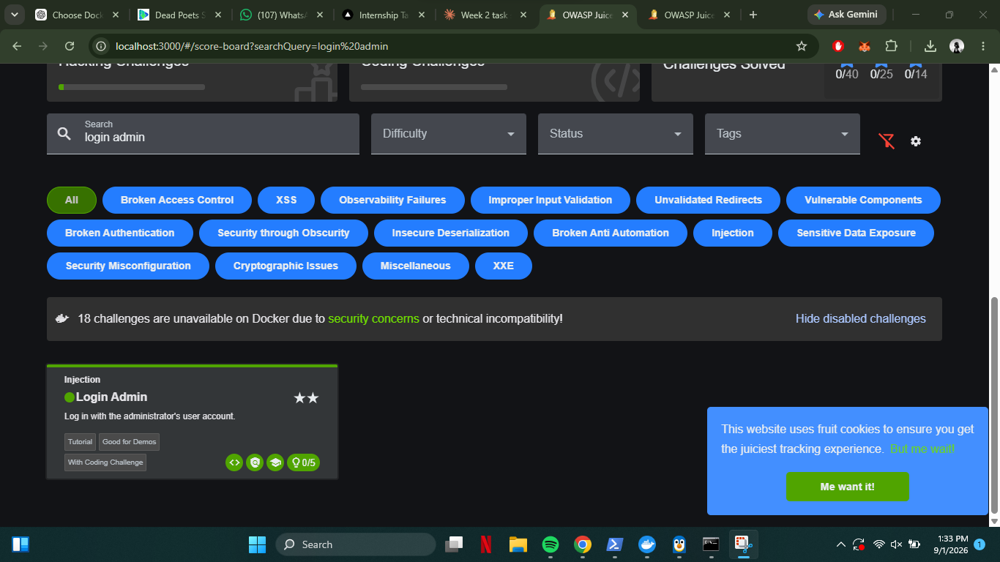 Choose Dock
Dead Poets S
(107) Whats
Internship Ta
Week 2 task
OWASP Juice
OWASP Juice
Ask Gemini
localhost:3000/#/score-board?searchQuery=login%20admin
Hacking Challenges
Coding Challenges
Challenges Solved
0/40 0/25 0/14
Search
login admin
Difficulty
Status
Tags
All
Broken Access Control
XSS
Observability Failures
Improper Input Validation
Unvalidated Redirects
Vulnerable Components
Broken Authentication
Security through Obscurity
Insecure Deserialization
Broken Anti Automation
Injection
Sensitive Data Exposure
Security Misconfiguration
Cryptographic Issues
Miscellaneous
XXE
18 challenges are unavailable on Docker due to security concerns or technical incompatibility!
Hide disabled challenges
Injection
Login Admin
Log in with the administrator's user account.
Tutorial
Good for Demos
With Coding Challenge
0/5
This website uses fruit cookies to ensure you get
the juiciest tracking experience. But me wait!
Me want it!
Search
1:33 PM
9/1/2026
1